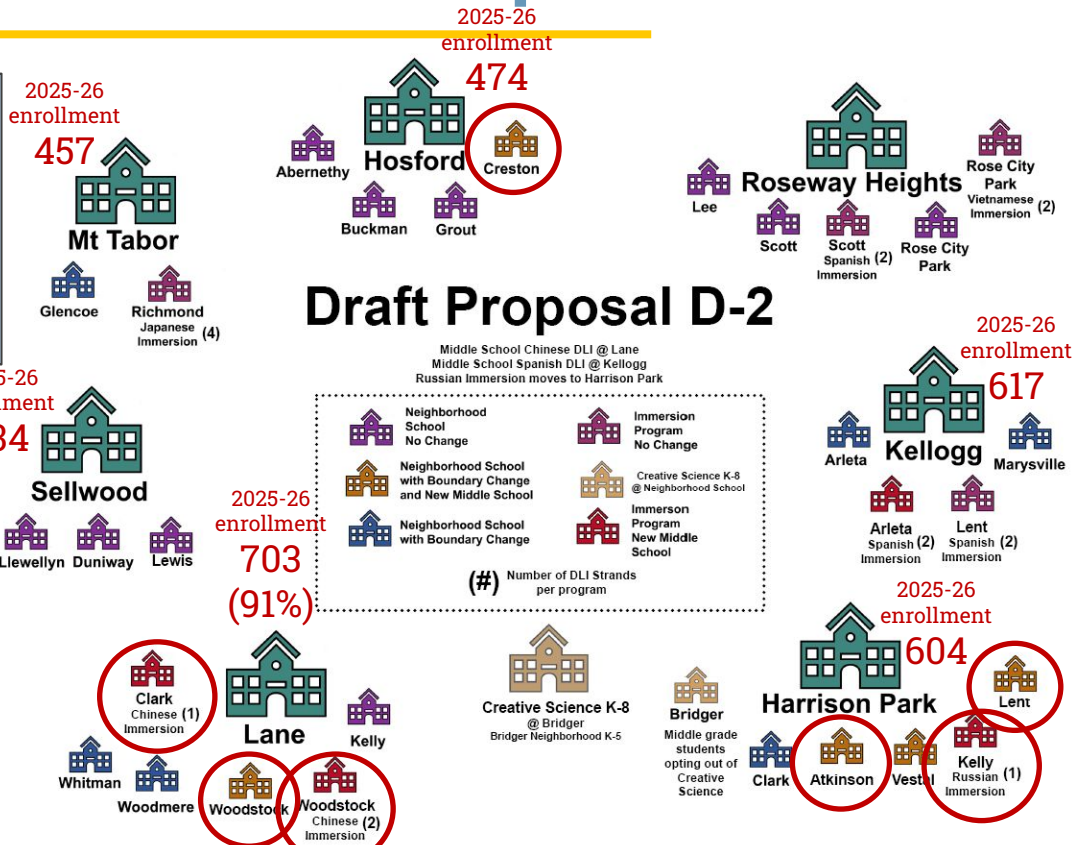 2025-26
enrollment
474
2025-26
enrollment
457
Mt Tabor
Glencoe
Richmond
Japanese
Immersion (4)
Abernethy
Hosford
Creston
Buckman
Grout
Lee
Roseway Heights
Rose City
Park
Vietnamese
Immersion (2)
Scott
Scott
Spanish (2)
Immersion
Rose City
Park
Draft Proposal D-2
Middle School Chinese DLI @ Lane
Middle School Spanish DLI @ Kellogg
Russian Immersion moves to Harrison Park
Neighborhood
School
No Change
Immersion
Program
No Change
Neighborhood School
with Boundary Change
and New Middle School
Creative Science K-8
@ Neighborhood School
Neighborhood School
with Boundary Change
Immerson
Program
New Middle
School
(#) Number of DLI Strands
per program
Sellwood
Llewellyn
Duniway
Lewis
2025-26
enrollment
617
Arleta
Kellogg
Marysville
Arleta
Spanish (2)
Immersion
Lent
Spanish (2)
Immersion
2025-26
enrollment
703
(91%)
Clark
Chinese (1)
Immersion
Lane
Kelly
Whitman
Woodmere
Woodstock
Woodstock
Chinese (2)
Immersion
Creative Science K-8
@ Bridger
Bridger Neighborhood K-5
Bridger
Middle grade
students
opting out of
Creative
Science
2025-26
enrollment
604
Harrison Park
Lent
Clark
Atkinson
Vestal
Kelly
Russian (1)
Immersion